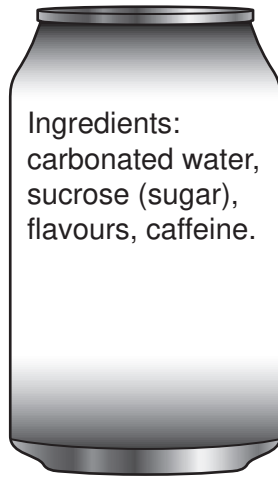 Ingredients:
carbonated water,
sucrose (sugar),
flavours, caffeine.